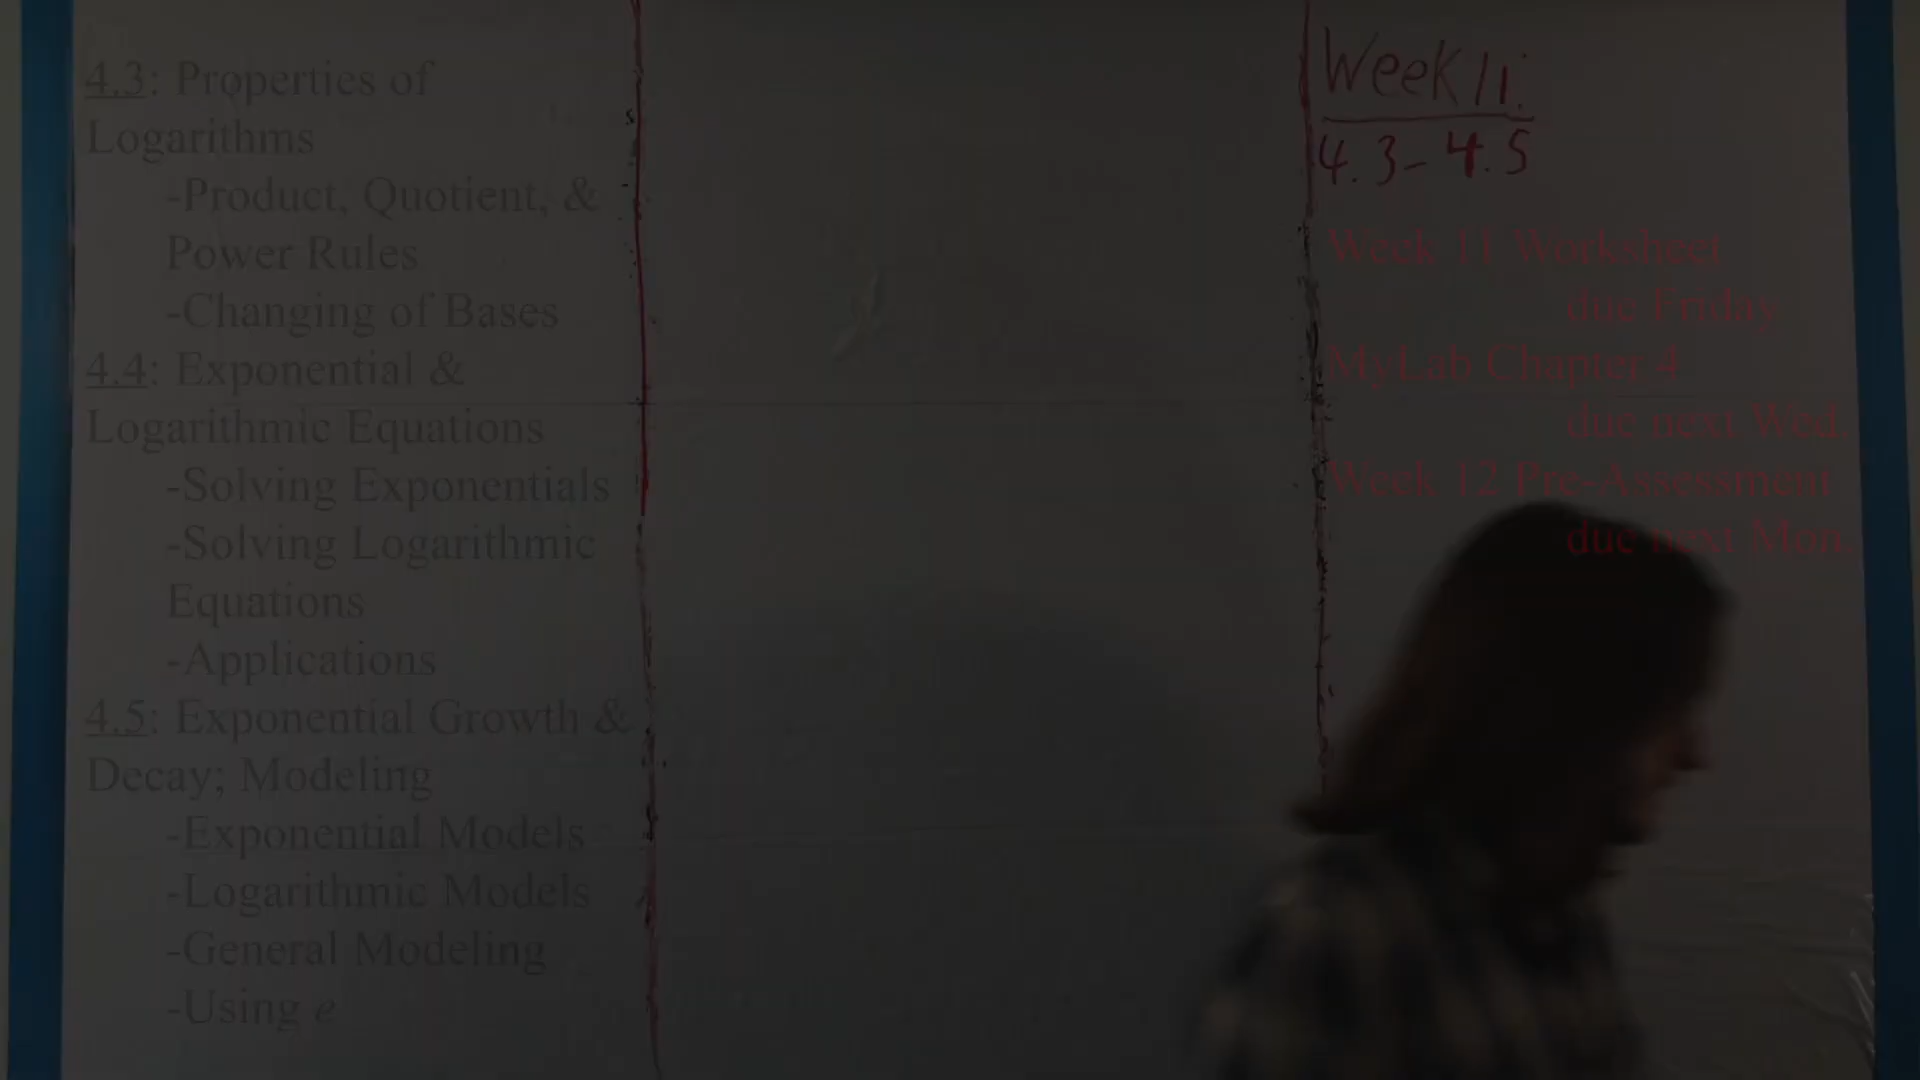 4.3: Properties of
Logarithms
-Product, Quotient, &
Power Rules
-Changing of Bases
4.4: Exponential &
Logarithmic Equations
-Solving Exponentials
-Solving Logarithmic
Equations
-Applications
4.5: Exponential Growth &
Decay; Modeling
-Exponential Models
-Logarithmic Models
-General Modeling
-Using e
Week 11:
4.3-4.5
Week 11 Worksheet
due Friday
MyLab Chapter 4
due next Wed.
Week 12 Pre-Assessment
due next Mon.